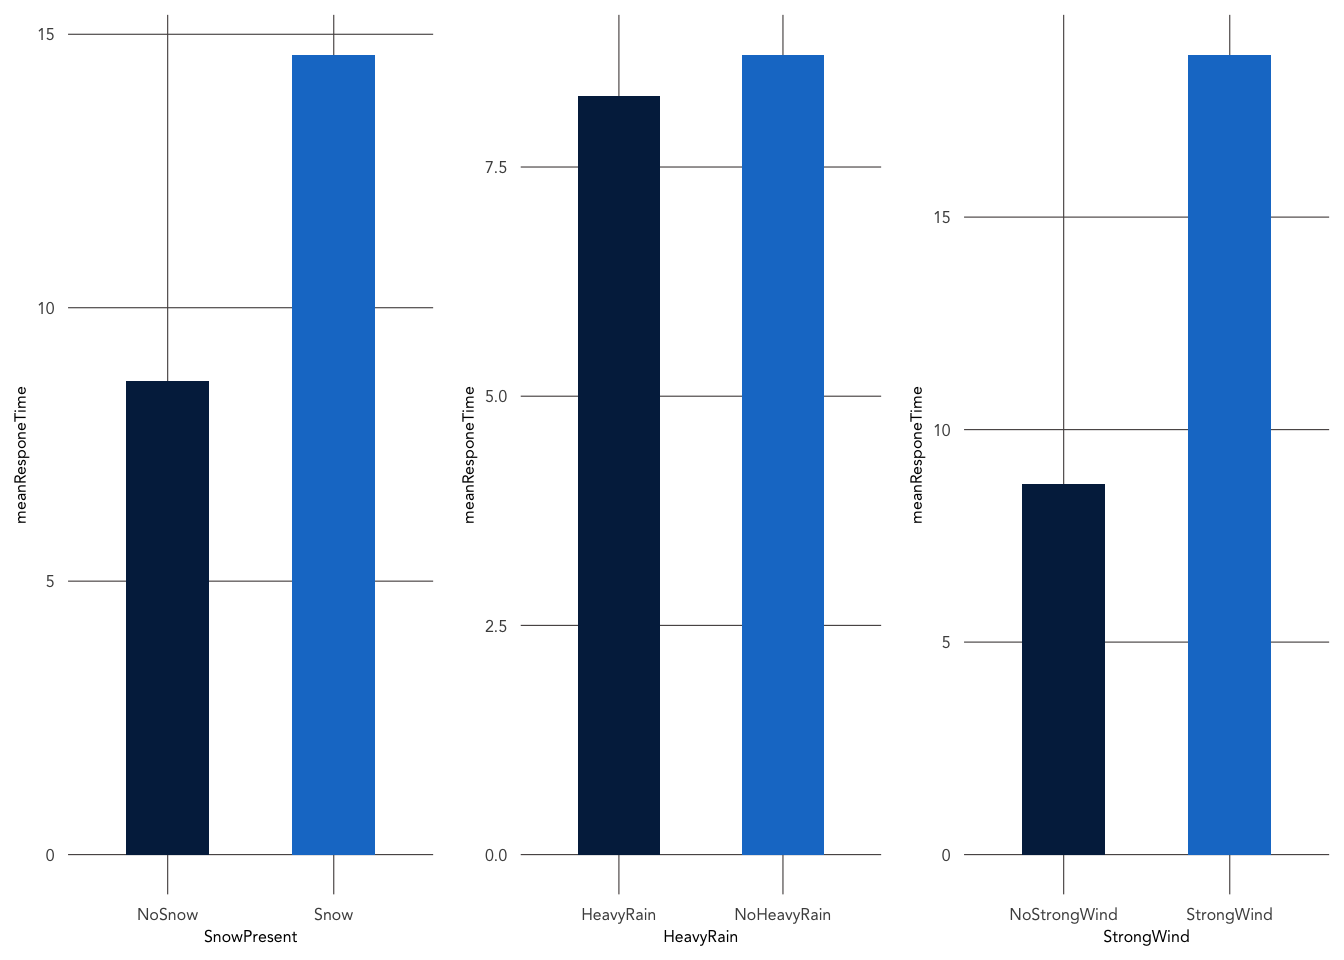 meanResponeTime
15
10
5
0
NoSnow Snow
SnowPresent
meanResponeTime
7.5
5.0
2.5
0.0
HeavyRain NoHeavyRain
HeavyRain
meanResponeTime
15
10
5
0
NoStrongWind StrongWind
StrongWind